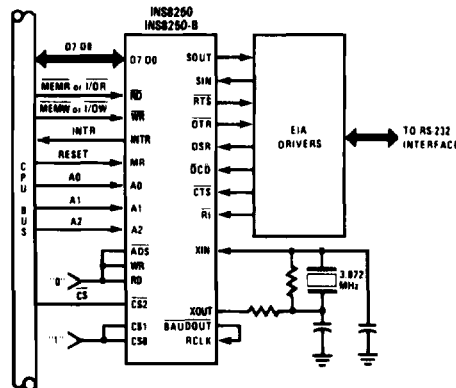 INS8250
INS8250-B
D7 D0
D7 D0
SOUT
MEMR or I/OR
RD
SIN
MEMW or I/OW
WR
RTS
INTR
INTR
DTR
RESET
MR
DSR
A0
A0
DCD
A1
A1
CTS
A2
A2
RI
EIA
DRIVERS
TO RS-232
INTERFACE
CPU BUS
ADS
WR
RD
"0"
CS
CS2
"1"
CS1
CS0
XIN
3.072
MHz
XOUT
BAUDOUT
RCLK